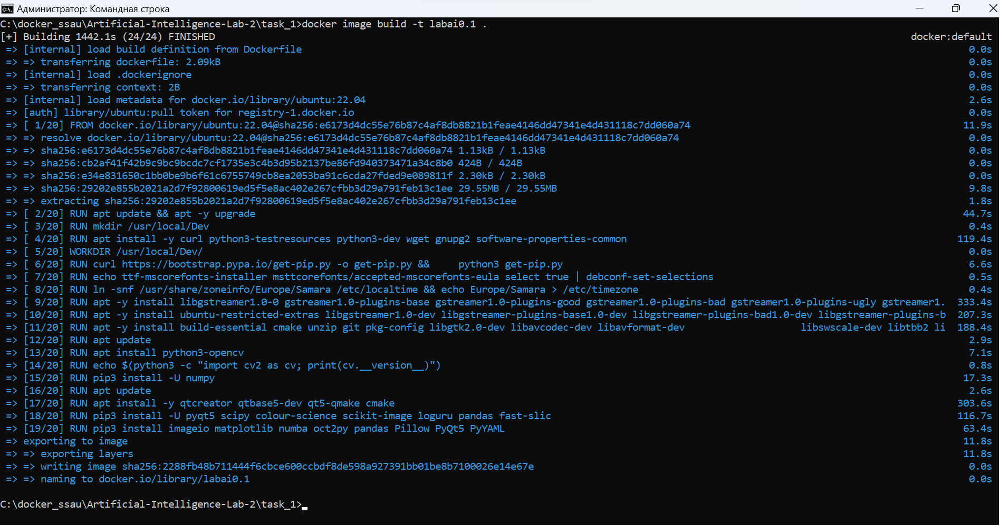 Администратор: Командная строка
C:\docker_ssau\Artificial-Intelligence-Lab-2\task_1>docker image build -t labai0.1 .
[+] Building 1442.1s (24/24) FINISHED docker:default
=> [internal] load build definition from Dockerfile 0.0s
=> => transferring dockerfile: 2.09kB 0.0s
=> [internal] load .dockerignore 0.0s
=> => transferring context: 2B 0.0s
=> [internal] load metadata for docker.io/library/ubuntu:22.04 2.6s
=> [auth] library/ubuntu:pull token for registry-1.docker.io 0.0s
=> [ 1/20] FROM docker.io/library/ubuntu:22.04@sha256:e6173d4dc55e76b87c4af8db8821b1feae4146dd47341e4d431118c7dd060a74 11.9s
=> => resolve docker.io/library/ubuntu:22.04@sha256:e6173d4dc55e76b87c4af8db8821b1feae4146dd47341e4d431118c7dd060a74 0.0s
=> => sha256:e6173d4dc55e76b87c4af8db8821b1feae4146dd47341e4d431118c7dd060a74 1.13kB / 1.13kB 0.0s
=> => sha256:cb2af41f42b9c9bc9bcdc7cf1735e3c4b3d95b2137be86fd940373471a34c8b0 424B / 424B 0.0s
=> => sha256:e34e831650c1bb0be9b6f61c6755749cb8ea2053ba91c6cda27fded9e089811f 2.30kB / 2.30kB 0.0s
=> => sha256:29202e855b2021a2d7f92800619ed5f5e8ac402e267cfbb3d29a791feb13c1ee 29.55MB / 29.55MB 9.8s
=> => extracting sha256:29202e855b2021a2d7f92800619ed5f5e8ac402e267cfbb3d29a791feb13c1ee 1.8s
=> [ 2/20] RUN apt update && apt -y upgrade 44.7s
=> [ 3/20] RUN mkdir /usr/local/Dev 0.4s
=> [ 4/20] RUN apt install -y curl python3-testresources python3-dev wget gnupg2 software-properties-common 119.4s
=> [ 5/20] WORKDIR /usr/local/Dev/ 0.0s
=> [ 6/20] RUN curl https://bootstrap.pypa.io/get-pip.py -o get-pip.py &&     python3 get-pip.py 6.6s
=> [ 7/20] RUN echo ttf-mscorefonts-installer msttcorefonts/accepted-mscorefonts-eula select true | debconf-set-selections 0.5s
=> [ 8/20] RUN ln -snf /usr/share/zoneinfo/Europe/Samara /etc/localtime && echo Europe/Samara > /etc/timezone 0.4s
=> [ 9/20] RUN apt -y install libgstreamer1.0-0 gstreamer1.0-plugins-base gstreamer1.0-plugins-good gstreamer1.0-plugins-bad gstreamer1.0-plugins-ugly gstreamer1. 333.4s
=> [10/20] RUN apt -y install ubuntu-restricted-extras libgstreamer1.0-dev libgstreamer-plugins-base1.0-dev libgstreamer-plugins-bad1.0-dev libgstreamer-plugins-b 207.3s
=> [11/20] RUN apt -y install build-essential cmake unzip git pkg-config libgtk2.0-dev libavcodec-dev libavformat-dev                    libswscale-dev libtbb2 li 188.4s
=> [12/20] RUN apt update 2.9s
=> [13/20] RUN apt install python3-opencv 7.1s
=> [14/20] RUN echo $(python3 -c "import cv2 as cv; print(cv.__version__)") 0.8s
=> [15/20] RUN pip3 install -U numpy 17.3s
=> [16/20] RUN apt update 2.6s
=> [17/20] RUN apt install -y qtcreator qtbase5-dev qt5-qmake cmake 303.6s
=> [18/20] RUN pip3 install -U pyqt5 scipy colour-science scikit-image loguru pandas fast-slic 116.7s
=> [19/20] RUN pip3 install imageio matplotlib numba oct2py pandas Pillow PyQt5 PyYAML 63.4s
=> exporting to image 11.8s
=> => exporting layers 11.8s
=> => writing image sha256:2288fb48b711444f6cbce600ccbdf8de598a927391bb01be8b7100026e14e67e 0.0s
=> => naming to docker.io/library/labai0.1 0.0s
C:\docker_ssau\Artificial-Intelligence-Lab-2\task_1>